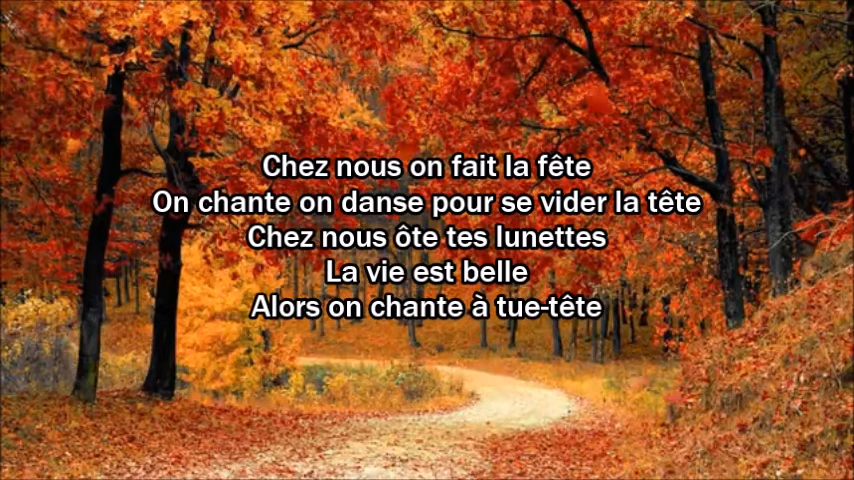 Chez nous on fait la fête
On chante on danse pour se vider la tête
Chez nous ôte tes lunettes
La vie est belle
Alors on chante à tue-tête